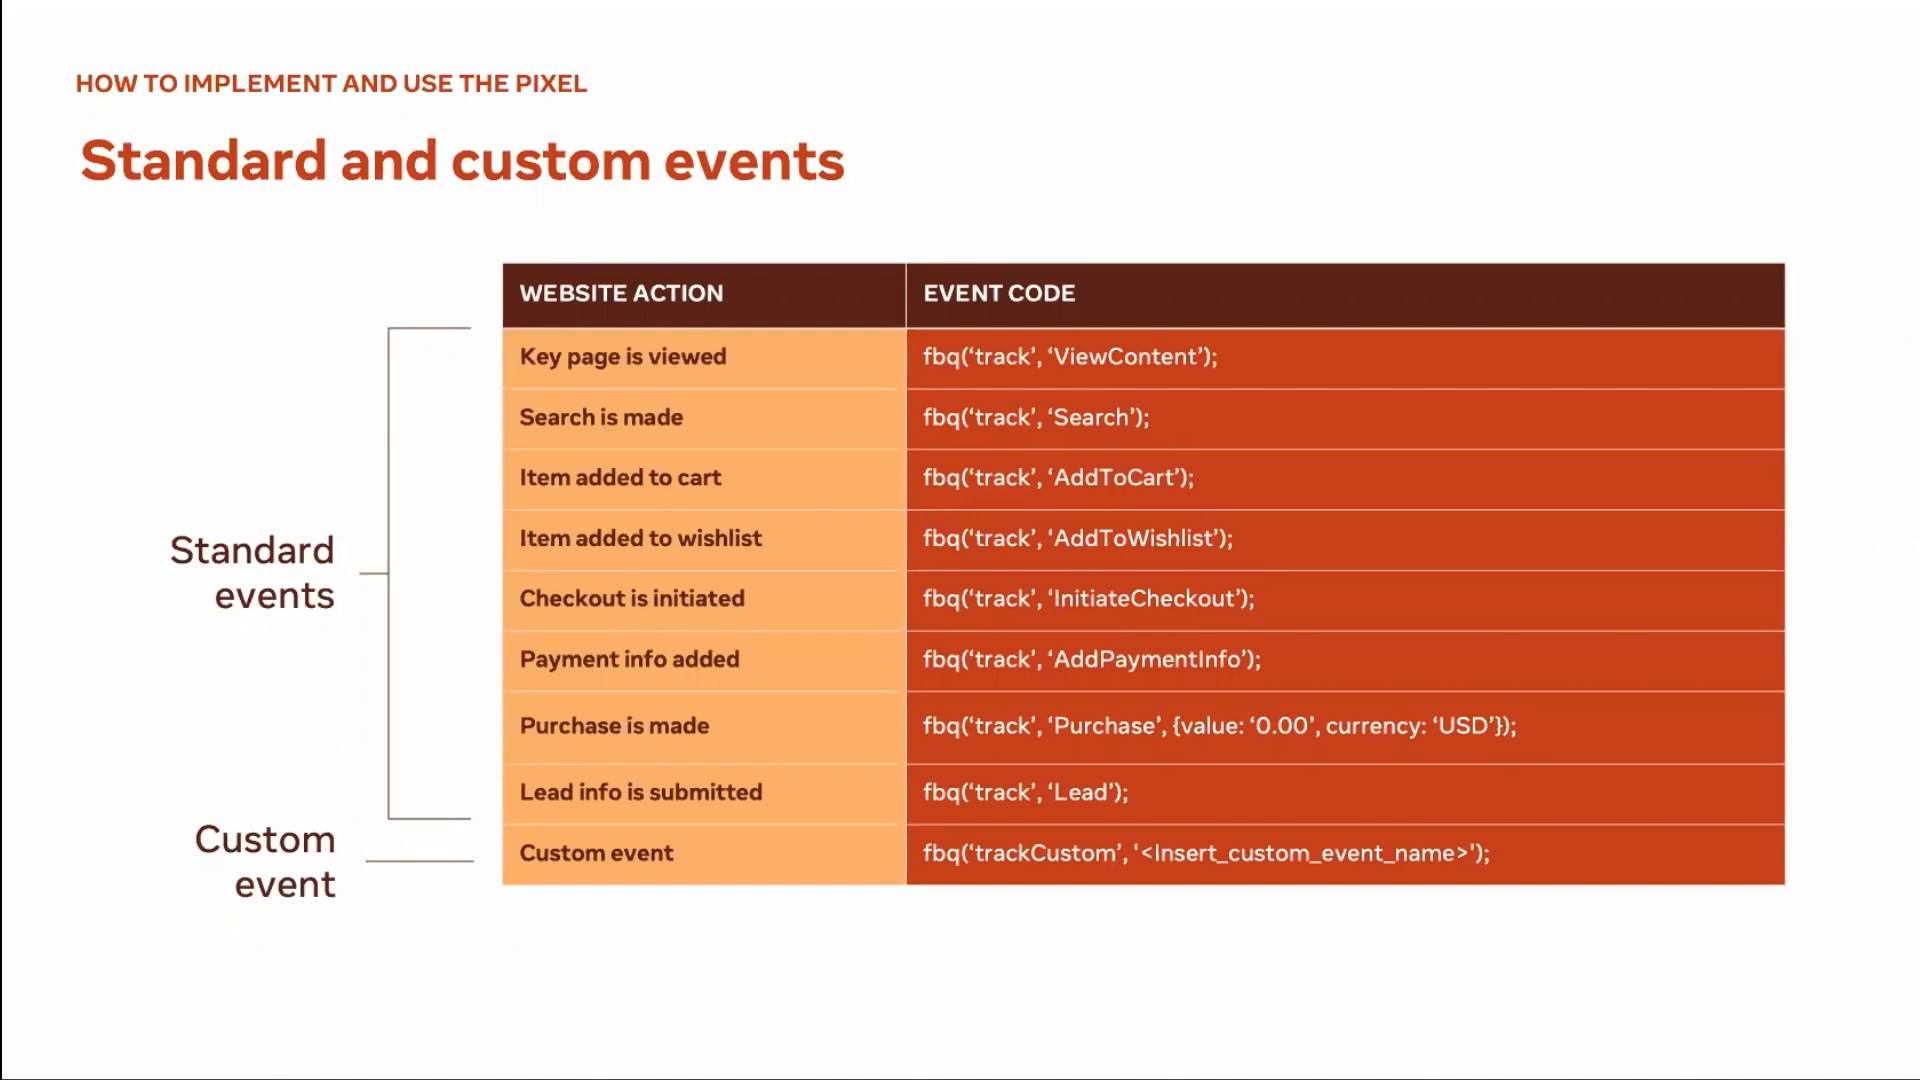 HOW TO IMPLEMENT AND USE THE PIXEL
Standard and custom events
WEBSITE ACTION EVENT CODE
Key page is viewed fbq(‘track’, ‘ViewContent’);
Search is made fbq(‘track’, ‘Search’);
Item added to cart fbq(‘track’, ‘AddToCart’);
Item added to wishlist fbq(‘track’, ‘AddToWishlist’);
Standard
events
Checkout is initiated fbq(‘track’, ‘InitiateCheckout’);
Payment info added fbq(‘track’, ‘AddPaymentInfo’);
Purchase is made fbq(‘track’, ‘Purchase’, {value: ‘0.00’, currency: ‘USD’});
Lead info is submitted fbq(‘track’, ‘Lead’);
Custom
event
Custom event fbq(‘trackCustom’, '<Insert_custom_event_name>');